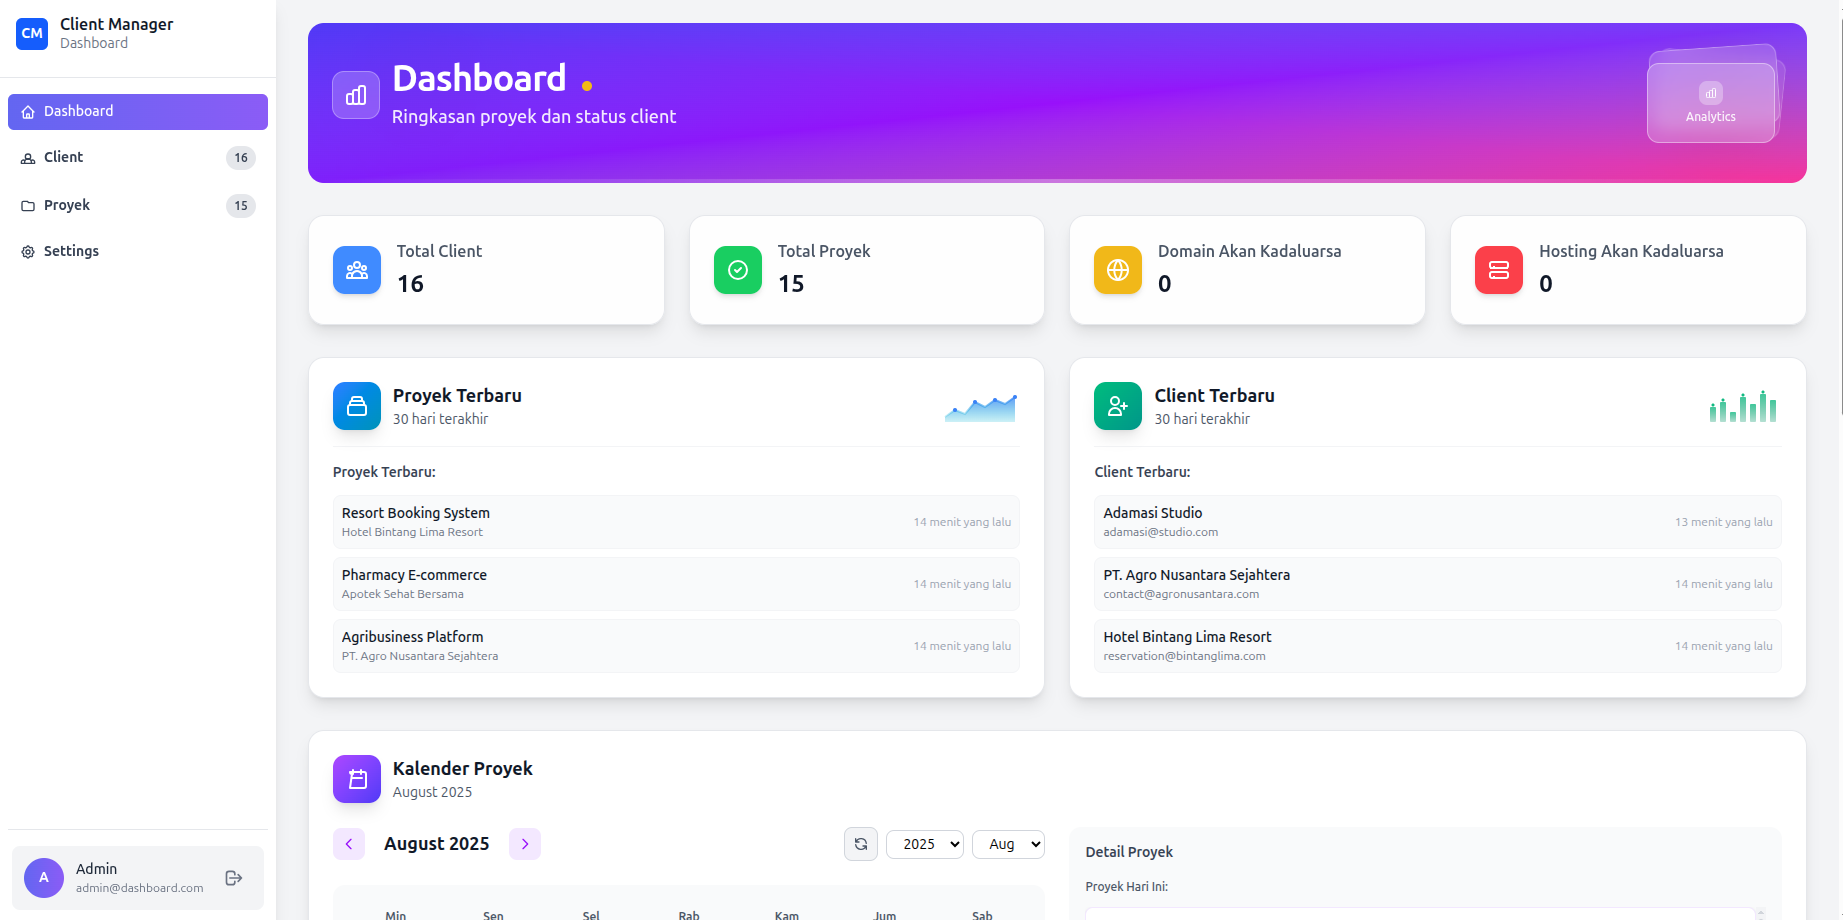 CM
Client Manager
Dashboard
Dashboard
Client 16
Proyek 15
Settings
A
Admin
admin@dashboard.com
Dashboard
Ringkasan proyek dan status client
Analytics
Total Client
16
Total Proyek
15
Domain Akan Kadaluarsa
0
Hosting Akan Kadaluarsa
0
Proyek Terbaru
30 hari terakhir
Proyek Terbaru:
Resort Booking System
Hotel Bintang Lima Resort
14 menit yang lalu
Pharmacy E-commerce
Apotek Sehat Bersama
14 menit yang lalu
Agribusiness Platform
PT. Agro Nusantara Sejahtera
14 menit yang lalu
Client Terbaru
30 hari terakhir
Client Terbaru:
Adamasi Studio
adamasi@studio.com
13 menit yang lalu
PT. Agro Nusantara Sejahtera
contact@agronusantara.com
14 menit yang lalu
Hotel Bintang Lima Resort
reservation@bintanglima.com
14 menit yang lalu
Kalender Proyek
August 2025
August 2025
2025 Aug
Min Sen Sel Rab Kam Jum Sab
Detail Proyek
Proyek Hari Ini: